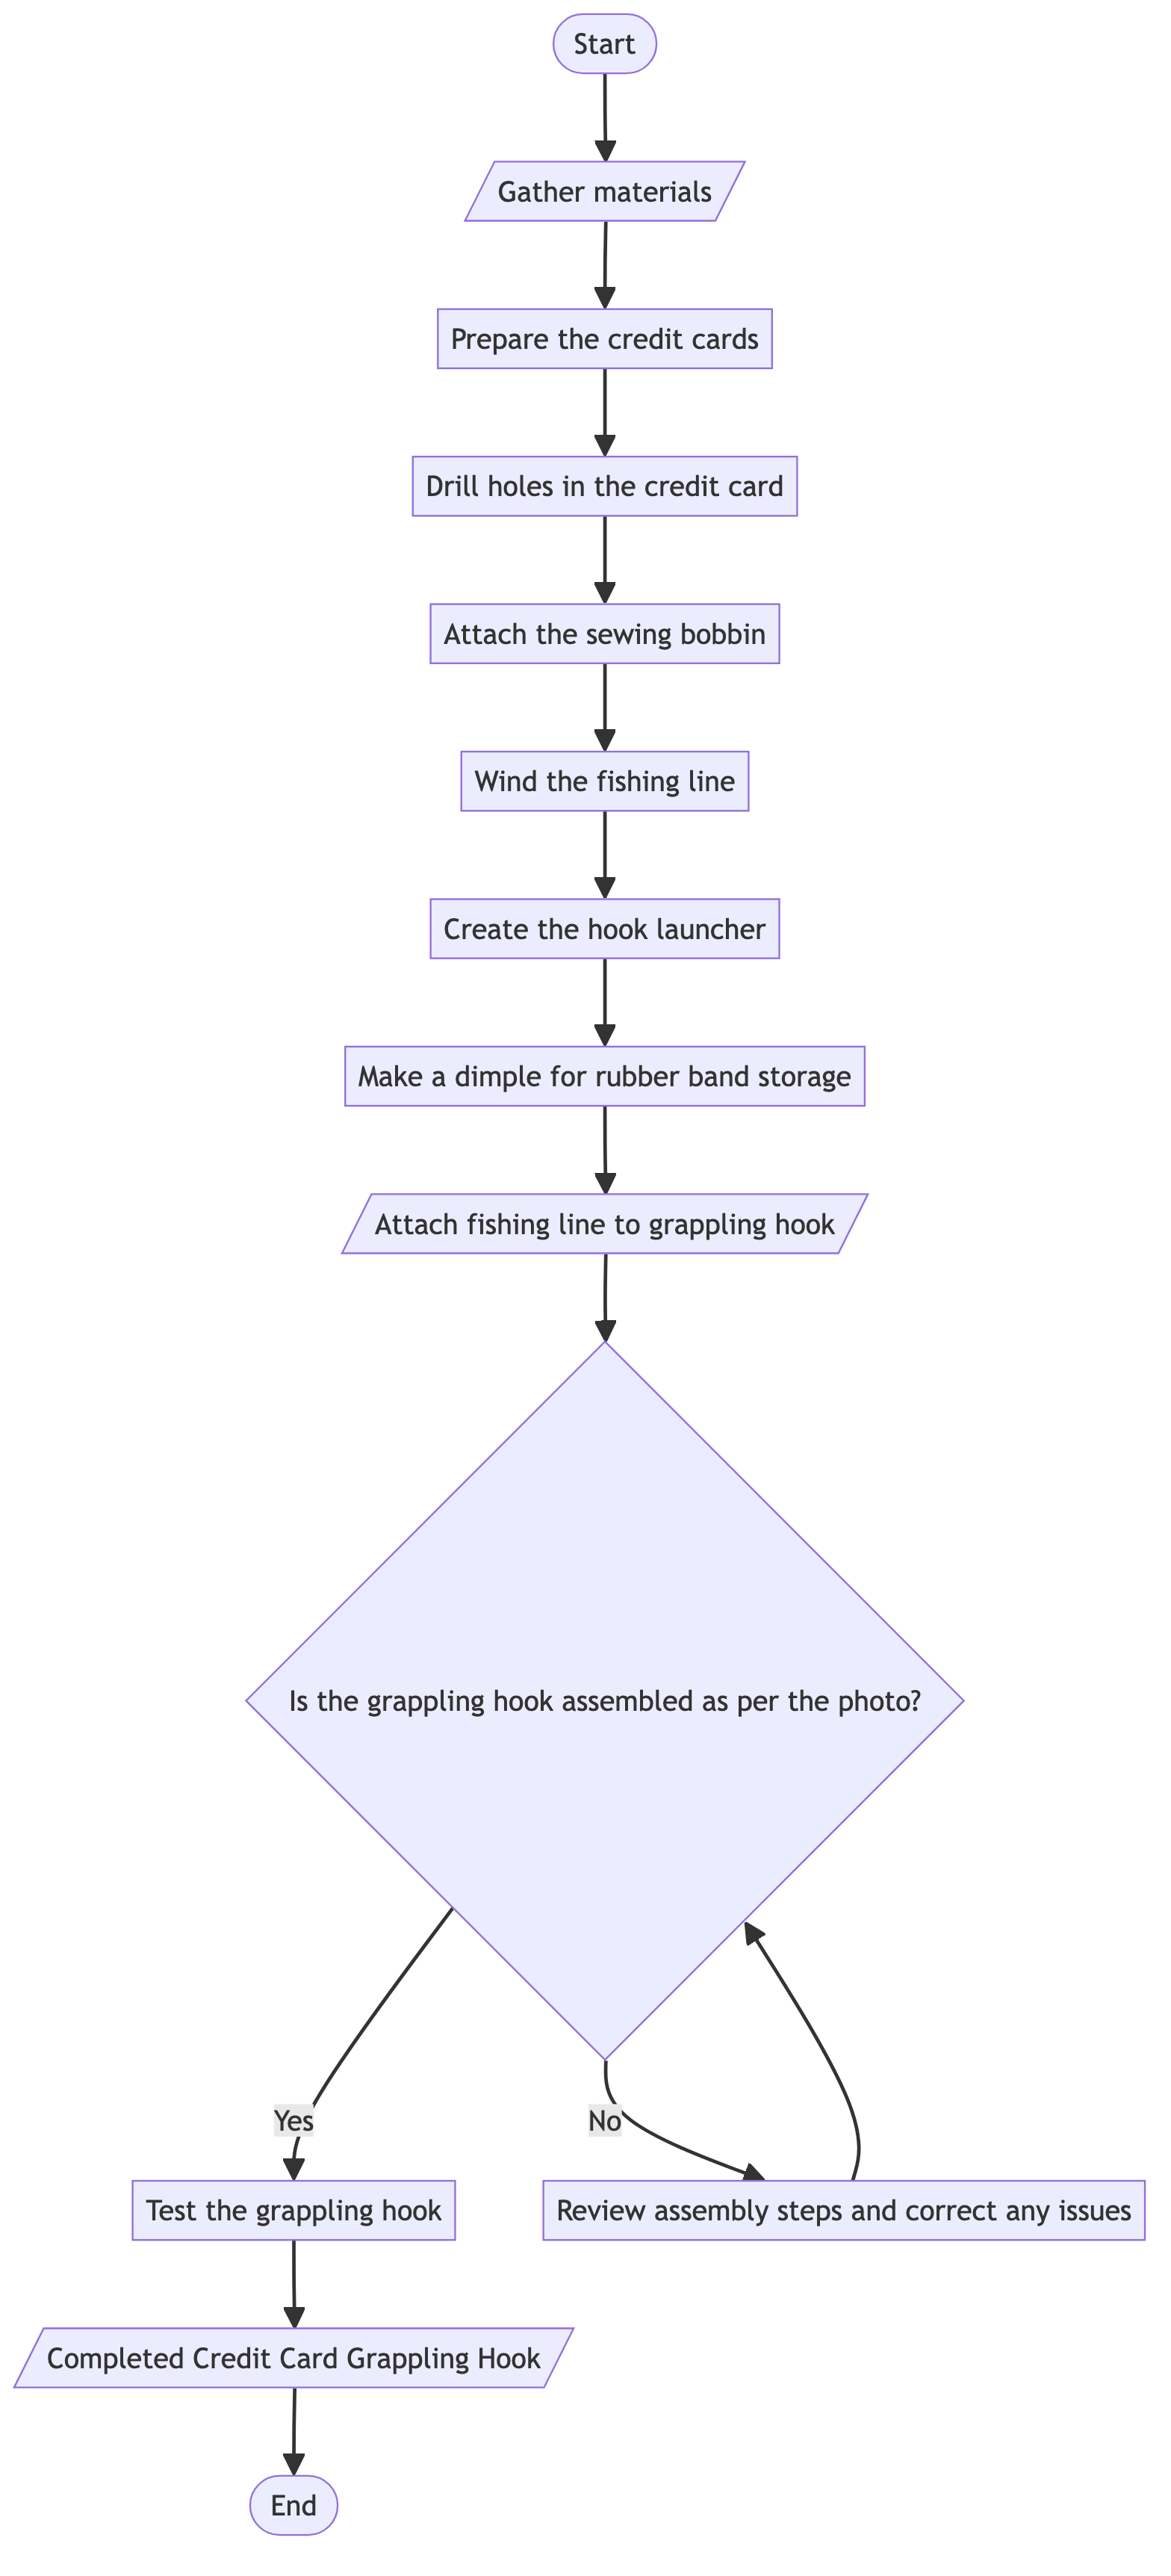 Start
Gather materials
Prepare the credit cards
Drill holes in the credit card
Attach the sewing bobbin
Wind the fishing line
Create the hook launcher
Make a dimple for rubber band storage
Attach fishing line to grappling hook
Is the grappling hook assembled as per the photo?
Yes
No
Test the grappling hook
Review assembly steps and correct any issues
Completed Credit Card Grappling Hook
End